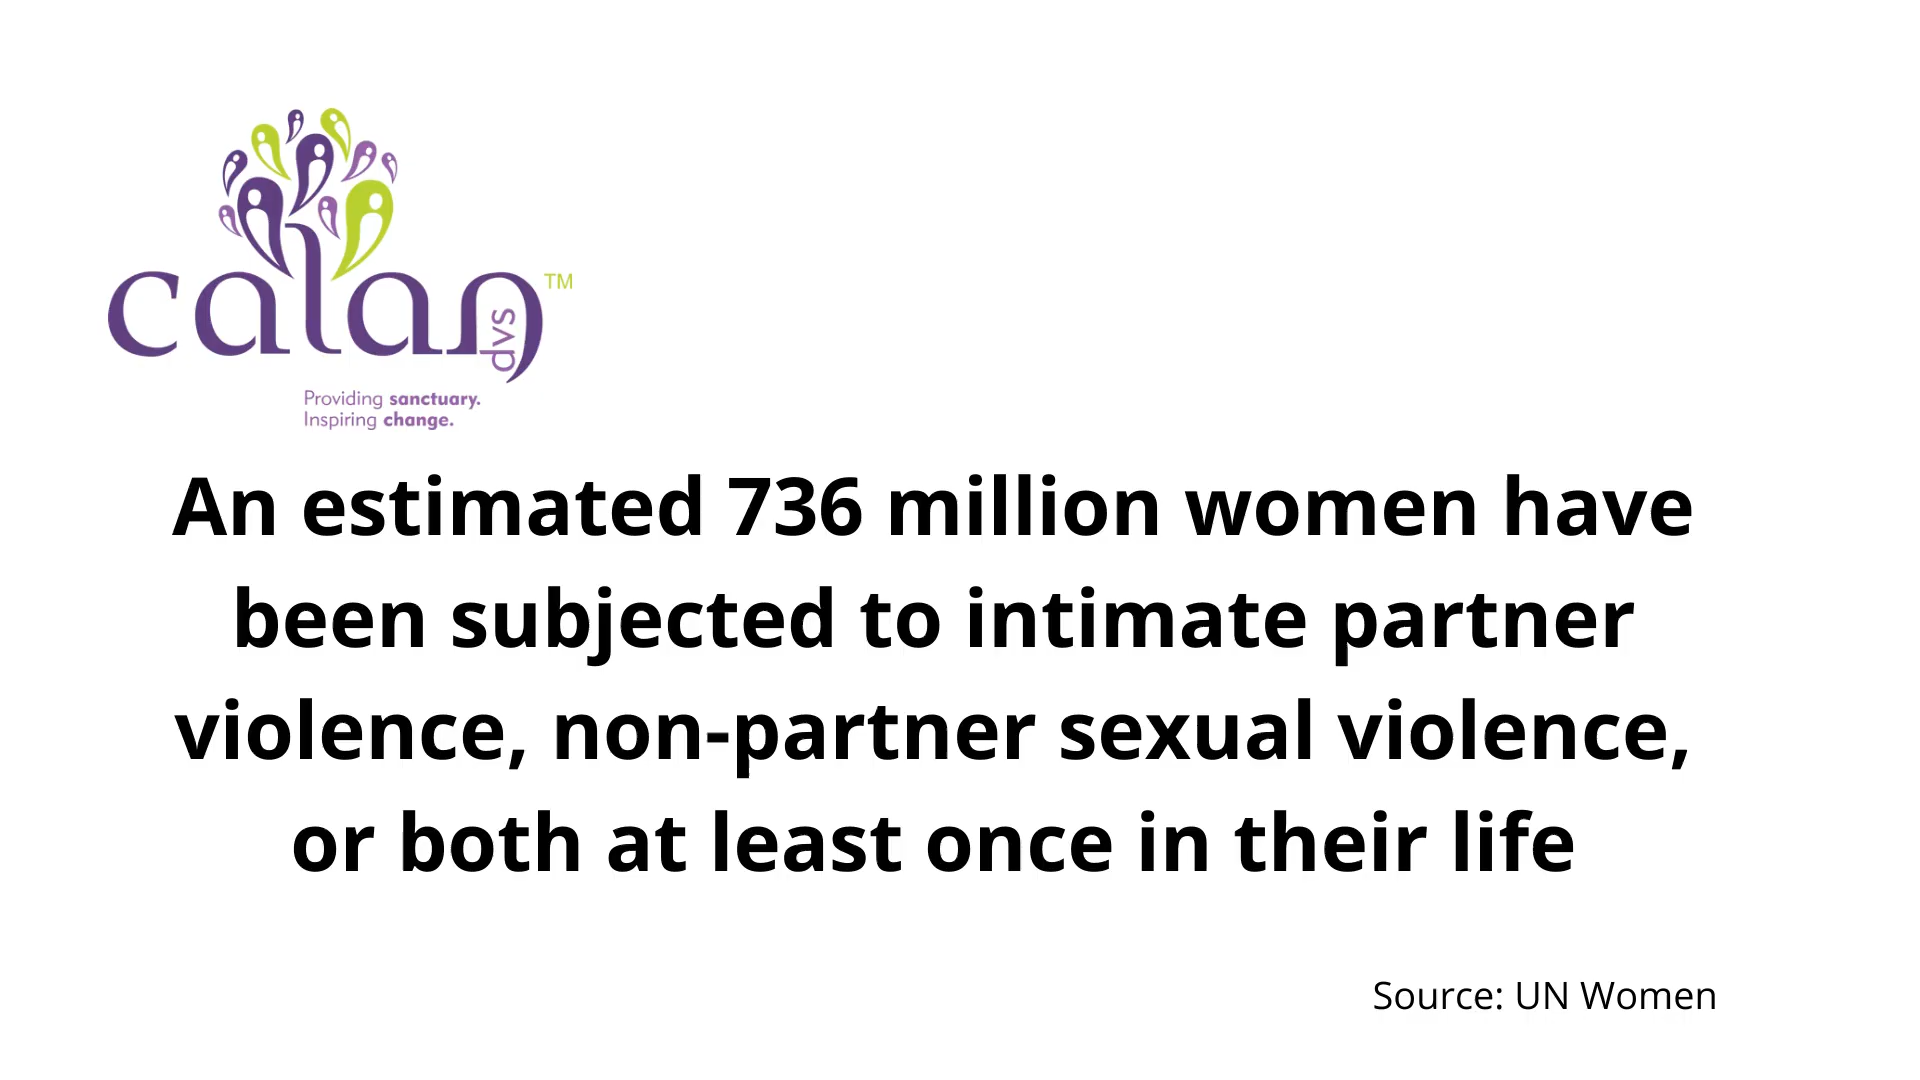 calan
dvs
TM
Providing sanctuary.
Inspiring change.
An estimated 736 million women have
been subjected to intimate partner
violence, non-partner sexual violence,
or both at least once in their life
Source: UN Women